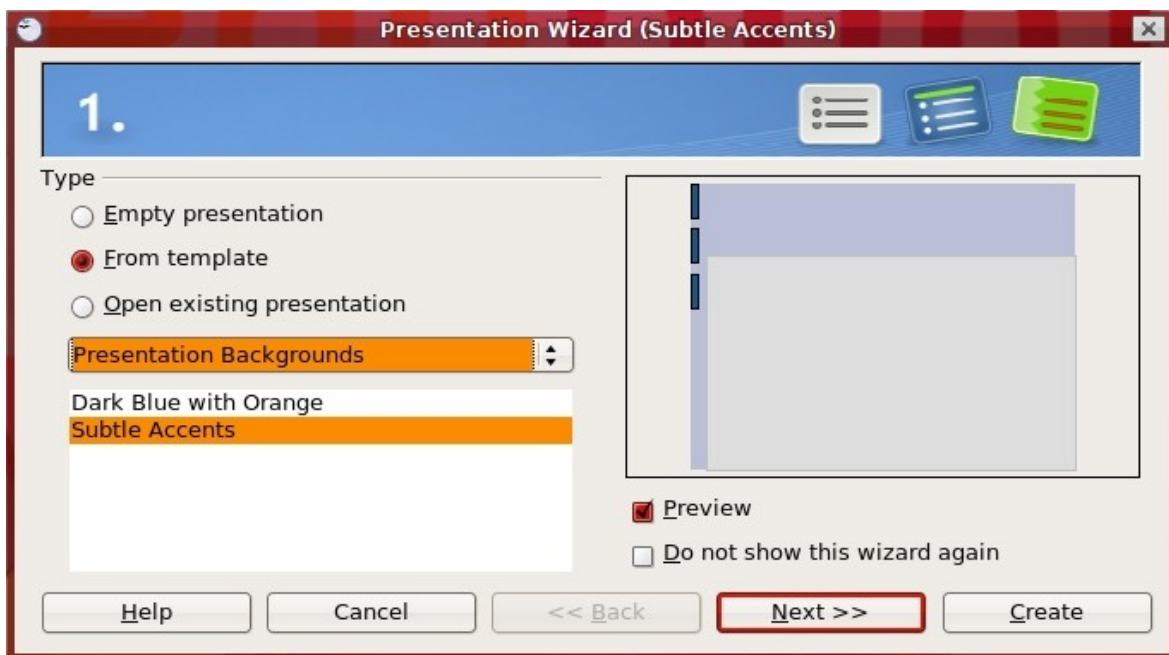 Presentation Wizard (Subtle Accents)
1.
Type
Empty presentation
From template
Open existing presentation
Presentation Backgrounds
Dark Blue with Orange
Subtle Accents
Preview
Do not show this wizard again
Help Cancel << Back Next >> Create